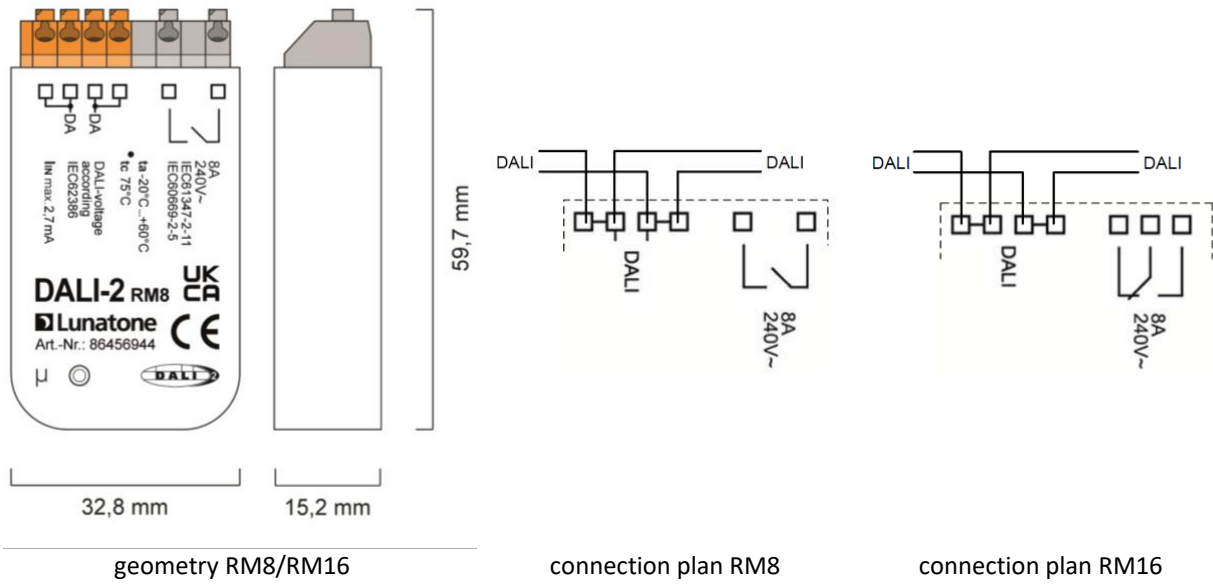 DA
DA
8A
240V~
IEC61347-2-11
IEC60669-2-5
ta -20°C...+60°C
tc 75°C
DALI-voltage
according
IEC62386
IIN max. 2,7mA
DALI-2 RM8
UK
CA
Lunatone
CE
Art.-Nr.: 86456944
µ
DALI 2
59,7 mm
32,8 mm
15,2 mm
geometry RM8/RM16
DALI
DALI
DALI
8A
240V~
connection plan RM8
DALI
DALI
DALI
8A
240V~
connection plan RM16